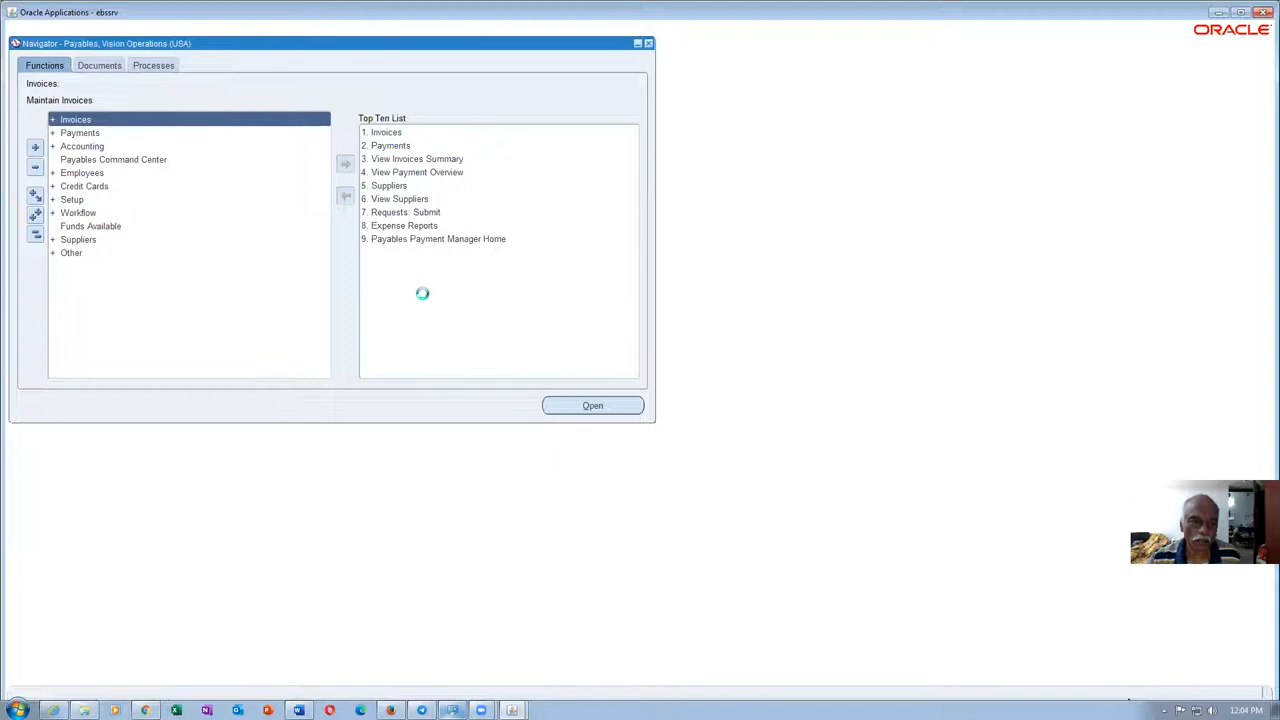 Oracle Applications - ebssrv
ORACLE
Navigator - Payables, Vision Operations (USA)
Functions
Documents
Processes
Invoices:
Maintain Invoices
+ Invoices
+ Payments
+ Accounting
Payables Command Center
+ Employees
+ Credit Cards
+ Setup
+ Workflow
Funds Available
+ Suppliers
+ Other
Top Ten List
1. Invoices
2. Payments
3. View Invoices Summary
4. View Payment Overview
5. Suppliers
6. View Suppliers
7. Requests: Submit
8. Expense Reports
9. Payables Payment Manager Home
Open
12:04 PM